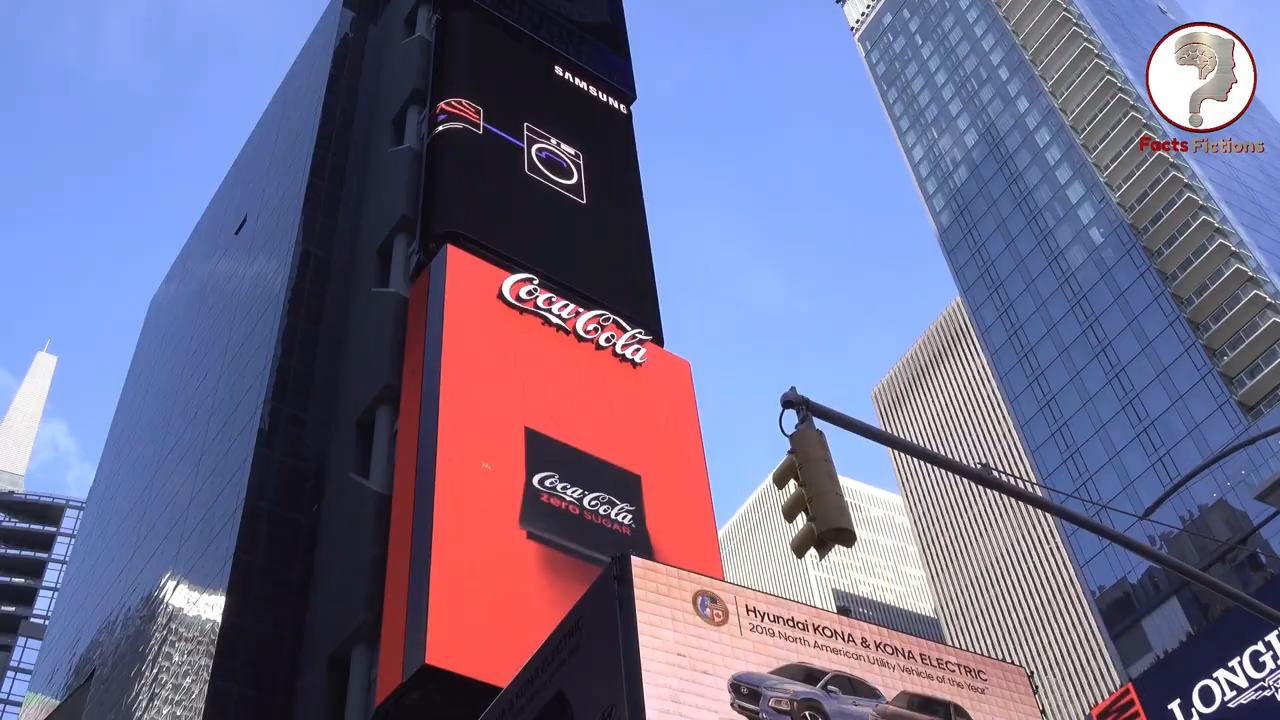 SAMSUNG
Facts Fictions
Coca-Cola
Coca-Cola
zero SUGAR
Hyundai KONA & KONA ELECTRIC
2019 North American Utility Vehicle of the Year
LONGI